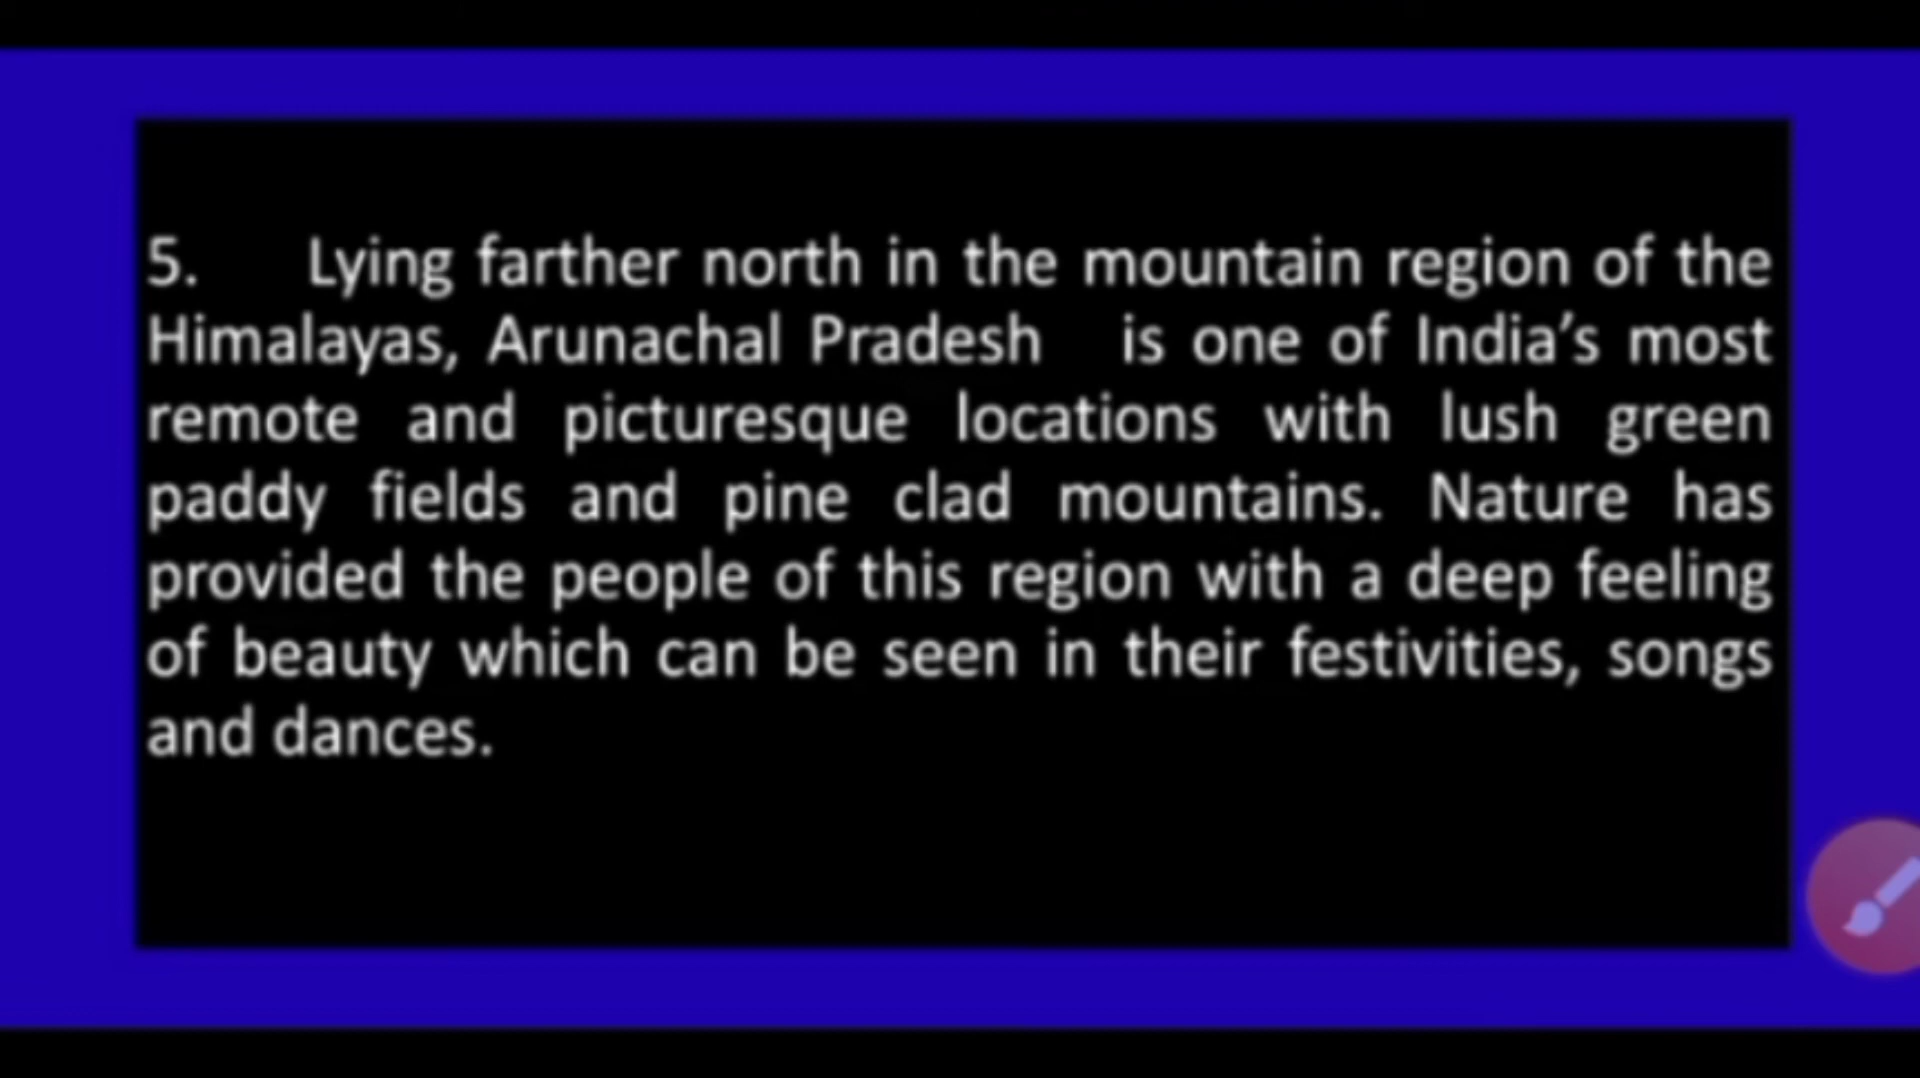 5. Lying farther north in the mountain region of the
Himalayas, Arunachal Pradesh is one of India’s most
remote and picturesque locations with lush green
paddy fields and pine clad mountains. Nature has
provided the people of this region with a deep feeling
of beauty which can be seen in their festivities, songs
and dances.